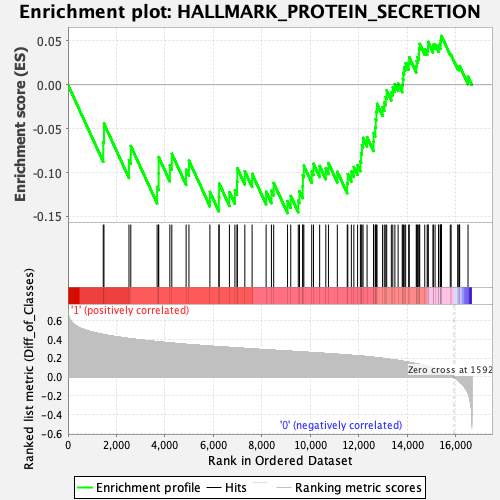 Enrichment plot: HALLMARK_PROTEIN_SECRETION
Enrichment score (ES)
0.05
0.00
-0.05
-0.10
-0.15
'1' (positively correlated)
Ranked list metric (Diff_of_Classes)
0.6
0.4
0.2
0.0
-0.2
-0.4
-0.6
Zero cross at 1592
'0' (negatively correlated)
0
2,000
4,000
6,000
8,000
10,000
12,000
14,000
16,000
Rank in Ordered Dataset
Enrichment profile
Hits
Ranking metric scores